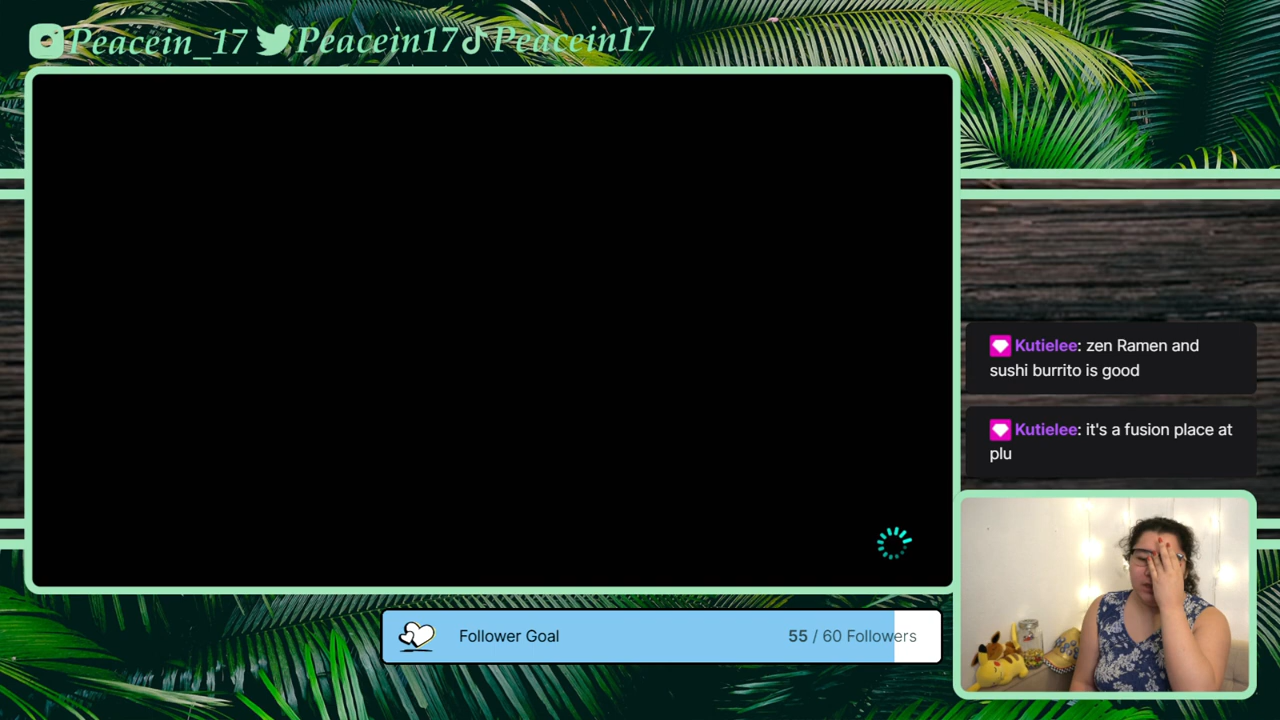 Peacein_17 Peacein17 Peacein17
Kutielee: zen Ramen and
sushi burrito is good
Kutielee: it's a fusion place at
plu
Follower Goal 55 / 60 Followers